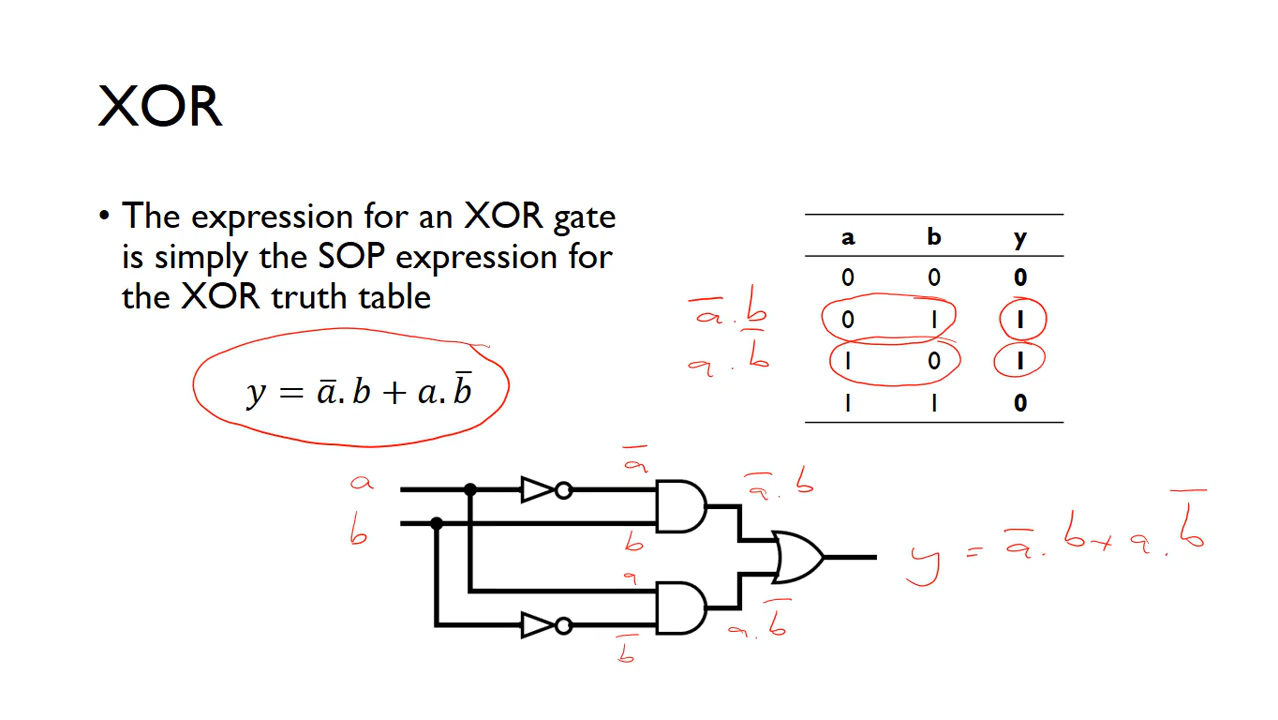 XOR
• The expression for an XOR gate
is simply the SOP expression for
the XOR truth table
y = a̅. b + a. b̅
a b y
0 0 0
a̅ . b 0 1 1
a . b̅ 1 0 1
1 1 0
a a̅ a̅ . b
b b
y = a̅ . b + a . b̅
a
b̅ a . b̅